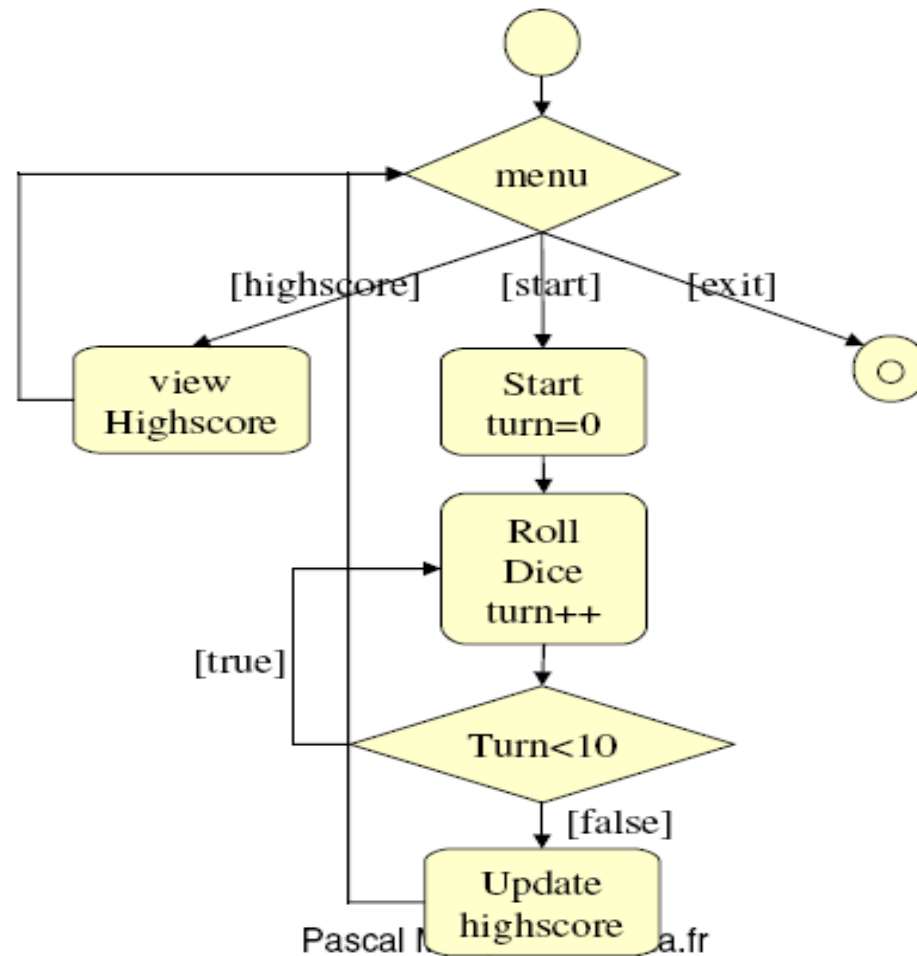 menu
[highscore]
[start]
[exit]
view
Highscore
Start
turn=0
Roll
Dice
turn++
[true]
Turn<10
[false]
Update
highscore
Pascal a.fr